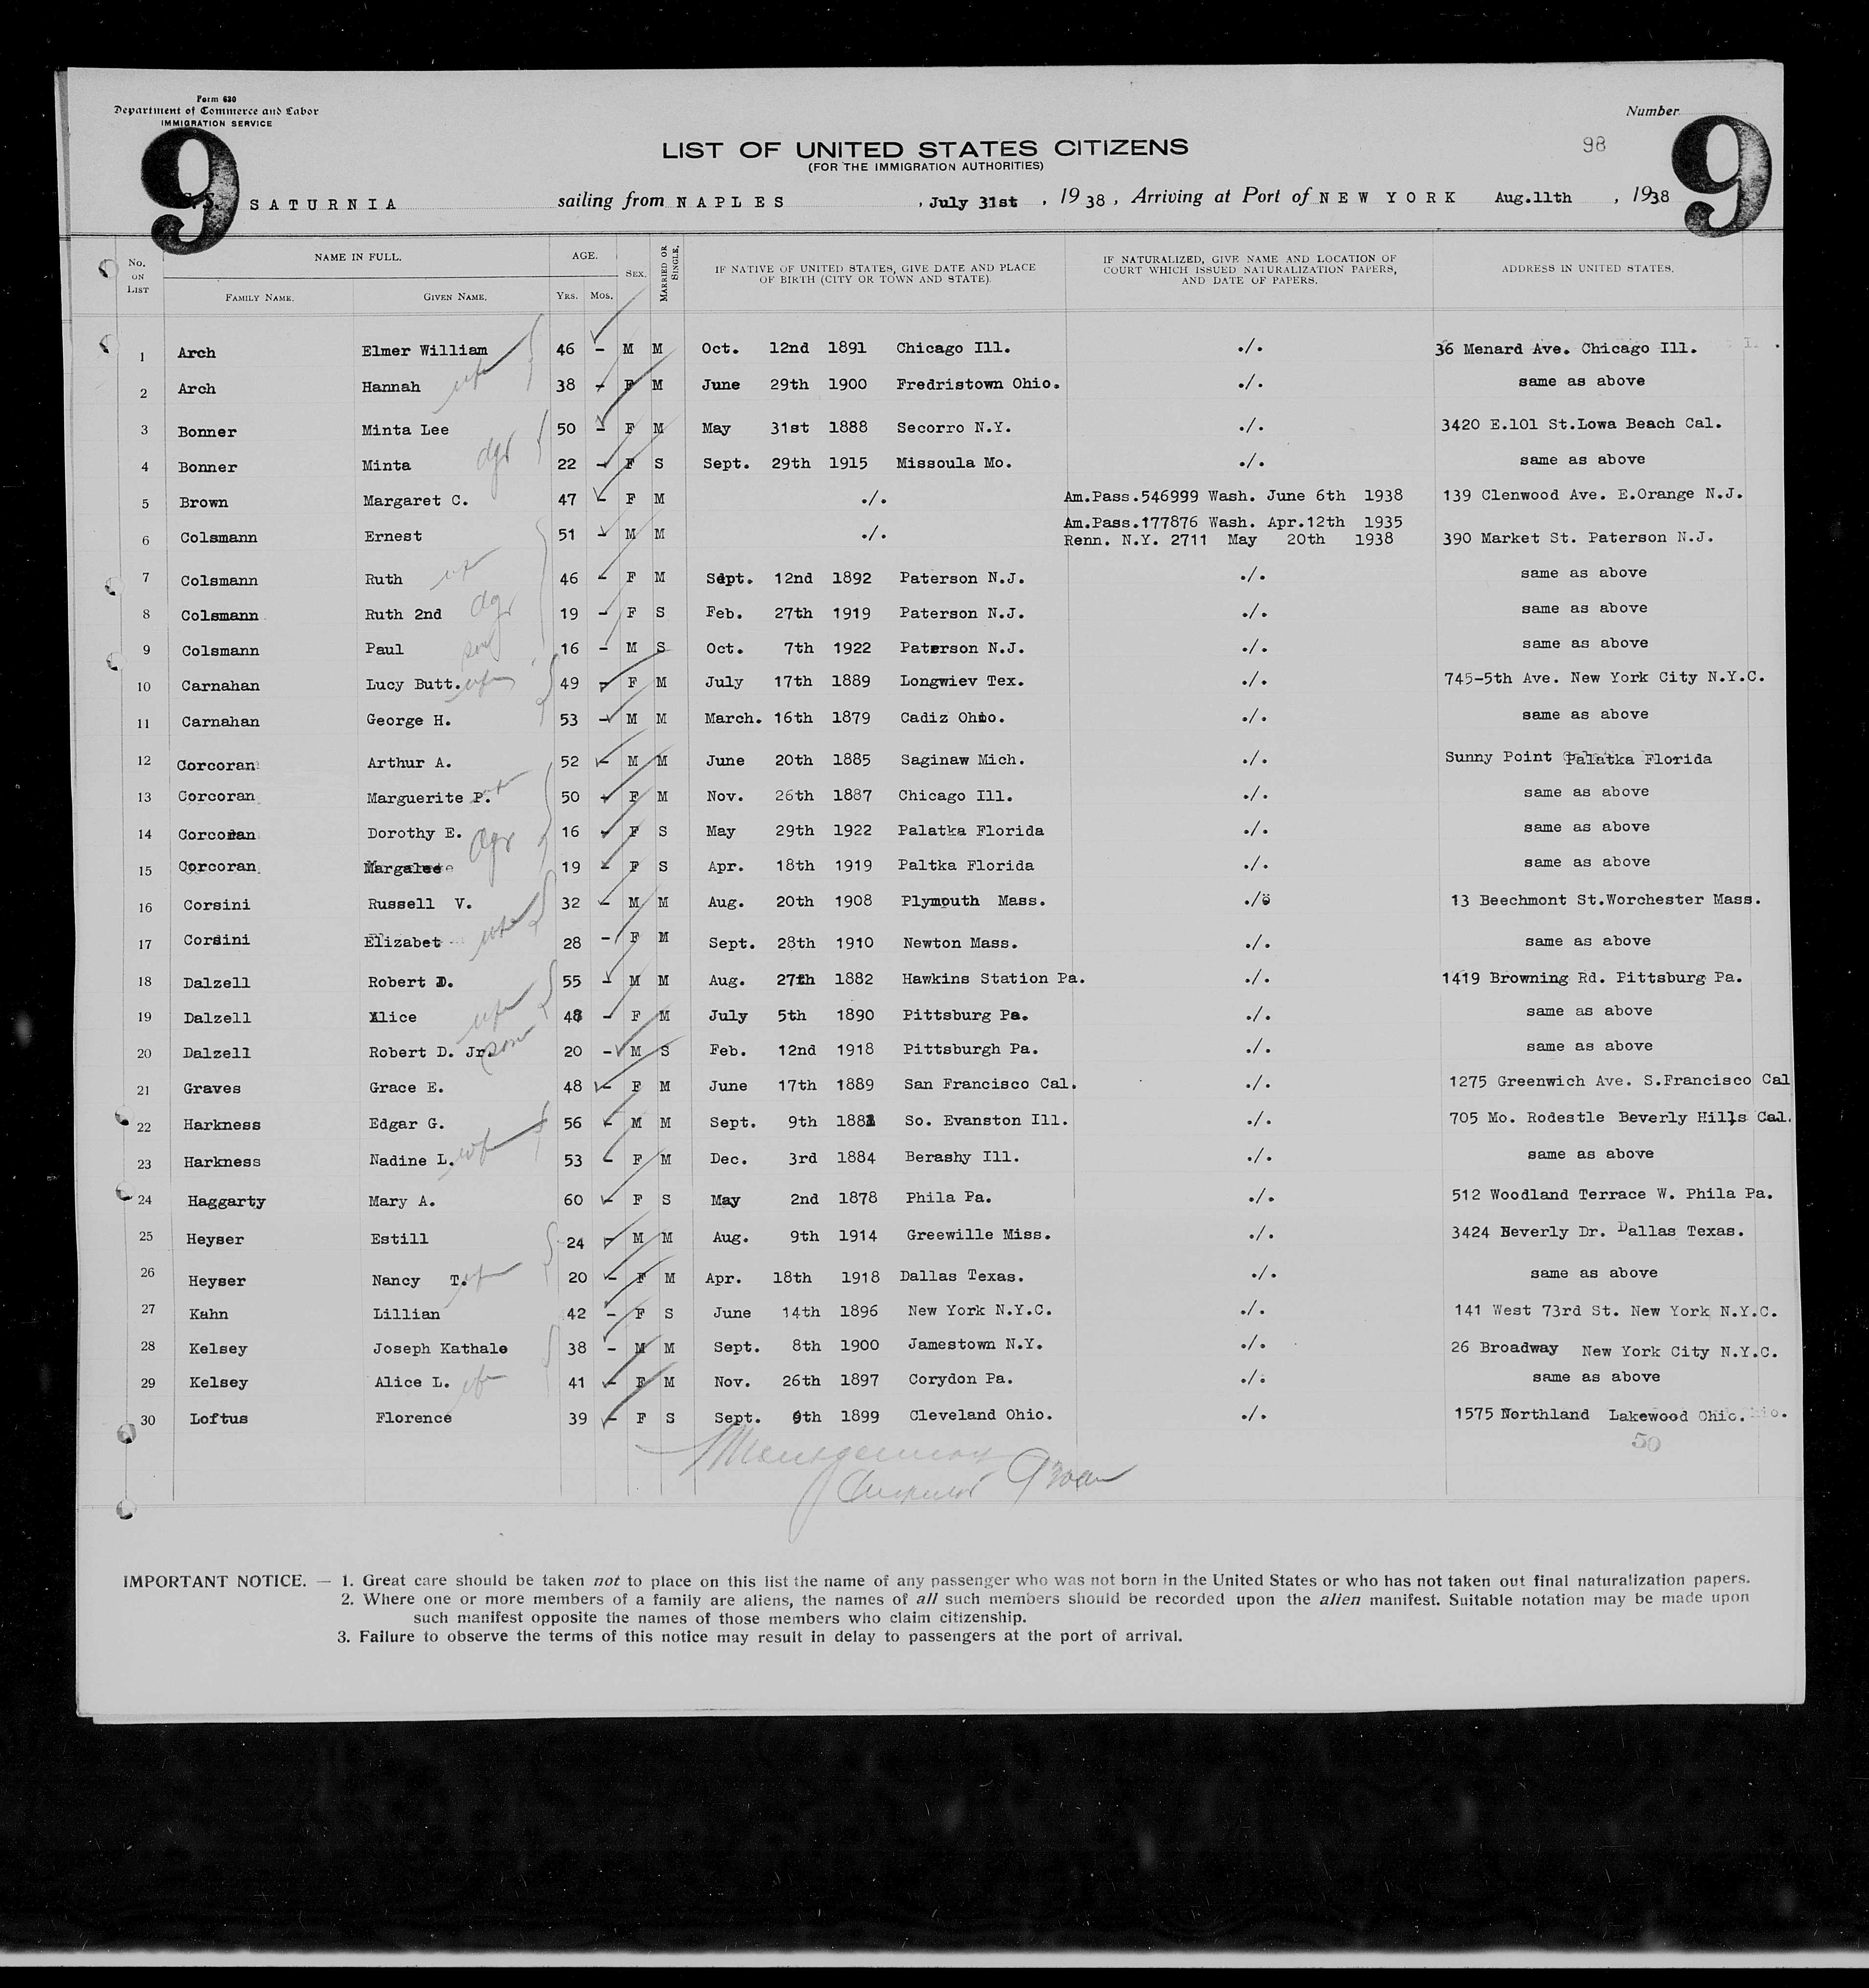 Form 630
Department of Commerce and Labor
IMMIGRATION SERVICE
Number
9
9
98
LIST OF UNITED STATES CITIZENS
(FOR THE IMMIGRATION AUTHORITIES)
S.S. SATURNIA sailing from NAPLES , July 31st , 1938 , Arriving at Port of NEW YORK Aug.11th , 1938
No. ON LIST NAME IN FULL. FAMILY NAME. GIVEN NAME. AGE. YRS. MOS. SEX. MARRIED OR SINGLE. IF NATIVE OF UNITED STATES, GIVE DATE AND PLACE OF BIRTH (CITY OR TOWN AND STATE). IF NATURALIZED, GIVE NAME AND LOCATION OF COURT WHICH ISSUED NATURALIZATION PAPERS, AND DATE OF PAPERS. ADDRESS IN UNITED STATES.
1 Arch Elmer William 46 – M M Oct. 12nd 1891 Chicago Ill. ./. 36 Menard Ave. Chicago Ill.
2 Arch Hannah wf 38 – F M June 29th 1900 Fredristown Ohio. ./. same as above
3 Bonner Minta Lee 50 – F M May 31st 1888 Secorro N.Y. ./. 3420 E.101 St.Lowa Beach Cal.
4 Bonner Minta dgr 22 – F S Sept. 29th 1915 Missoula Mo. ./. same as above
5 Brown Margaret C. 47 – F M ./. Am.Pass.546999 Wash. June 6th 1938 139 Clenwood Ave. E.Orange N.J.
6 Colsmann Ernest 51 – M M ./. Am.Pass.177876 Wash. Apr.12th 1935
Renn. N.Y. 2711 May 20th 1938 390 Market St. Paterson N.J.
7 Colsmann Ruth wf 46 – F M Sept. 12nd 1892 Paterson N.J. ./. same as above
8 Colsmann Ruth 2nd dgr 19 – F S Feb. 27th 1919 Paterson N.J. ./. same as above
9 Colsmann Paul son 16 – M S Oct. 7th 1922 Paterson N.J. ./. same as above
10 Carnahan Lucy Butt. wf 49 – F M July 17th 1889 Longwiev Tex. ./. 745-5th Ave. New York City N.Y.C.
11 Carnahan George H. 53 – M M March. 16th 1879 Cadiz Ohio. ./. same as above
12 Corcoran Arthur A. 52 – M M June 20th 1885 Saginaw Mich. ./. Sunny Point Palatka Florida
13 Corcoran Marguerite P. wf 50 – F M Nov. 26th 1887 Chicago Ill. ./. same as above
14 Corcoran Dorothy E. dgr 16 – F S May 29th 1922 Palatka Florida ./. same as above
15 Corcoran 19 – F S Apr. 18th 1919 Paltka Florida ./. same as above
16 Corsini Russell V. 32 – M M Aug. 20th 1908 Plymouth Mass. ./. 13 Beechmont St.Worchester Mass.
17 Corsini Elizabet wf 28 – F M Sept. 28th 1910 Newton Mass. ./. same as above
18 Dalzell Robert D. 55 – M M Aug. 27th 1882 Hawkins Station Pa. ./. 1419 Browning Rd. Pittsburg Pa.
19 Dalzell Alice wf 48 – F M July 5th 1890 Pittsburg Pa. ./. same as above
20 Dalzell Robert D. Jr. son 20 – M S Feb. 12nd 1918 Pittsburgh Pa. ./. same as above
21 Graves Grace E. 48 – F M June 17th 1889 San Francisco Cal. ./. 1275 Greenwich Ave. S.Francisco Cal
22 Harkness Edgar G. 56 – M M Sept. 9th 1881 So. Evanston Ill. ./. 705 Mo. Rodestle Beverly Hills Cal.
23 Harkness Nadine L. wf 53 – F M Dec. 3rd 1884 Berashy Ill. ./. same as above
24 Haggarty Mary A. 60 – F S May 2nd 1878 Phila Pa. ./. 512 Woodland Terrace W. Phila Pa.
25 Heyser Estill 24 – M M Aug. 9th 1914 Greewille Miss. ./. 3424 Beverly Dr. Dallas Texas.
26 Heyser Nancy T. wf 20 – F M Apr. 18th 1918 Dallas Texas. ./. same as above
27 Kahn Lillian 42 – F S June 14th 1896 New York N.Y.C. ./. 141 West 73rd St. New York N.Y.C.
28 Kelsey Joseph Kathale 38 – M M Sept. 8th 1900 Jamestown N.Y. ./. 26 Broadway New York City N.Y.C.
29 Kelsey Alice L. wf 41 – F M Nov. 26th 1897 Corydon Pa. ./. same as above
30 Loftus Florence 39 – F S Sept. 9th 1899 Cleveland Ohio. ./. 1575 Northland Lakewood Ohio.
50
Montgomery
IMPORTANT NOTICE. — 1. Great care should be taken not to place on this list the name of any passenger who was not born in the United States or who has not taken out final naturalization papers.
2. Where one or more members of a family are aliens, the names of all such members should be recorded upon the alien manifest. Suitable notation may be made upon
such manifest opposite the names of those members who claim citizenship.
3. Failure to observe the terms of this notice may result in delay to passengers at the port of arrival.